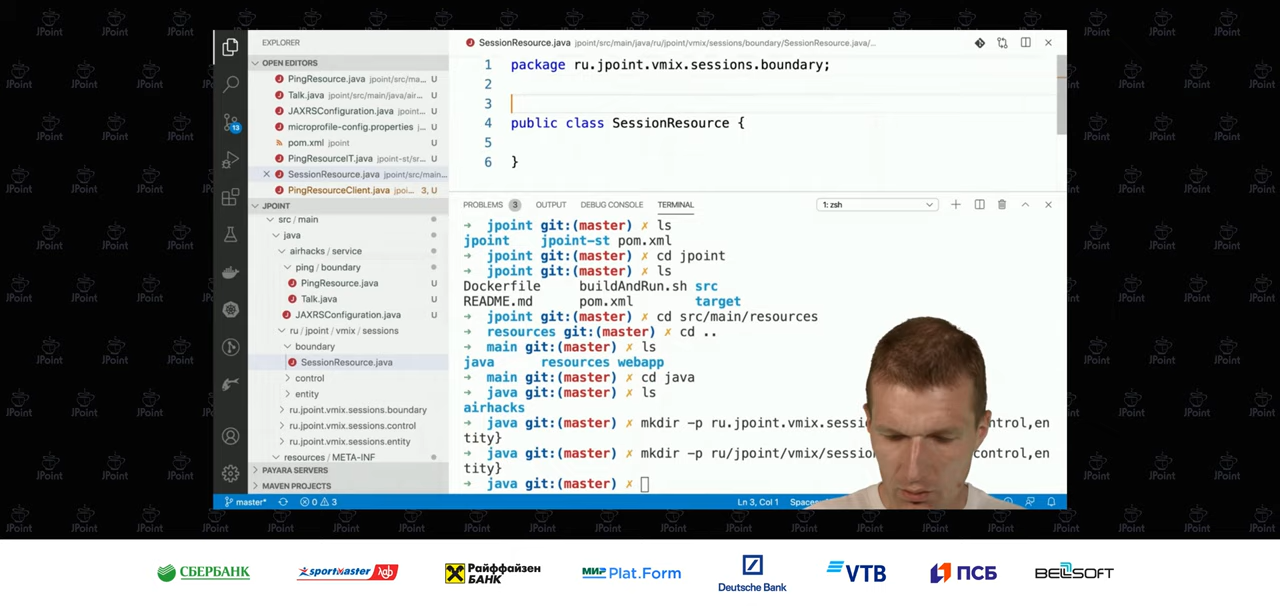 JPoint
EXPLORER
OPEN EDITORS
PingResource.java jpoint/src/ma... U
Talk.java jpoint/src/main/java/air... U
JAXRSConfiguration.java jpoint... U
microprofile-config.properties j... U
pom.xml jpoint U
PingResourceIT.java jpoint-st/sr... U
SessionResource.java jpoint/src/main...
PingResourceClient.java jpoi... 3, U
JPOINT
src / main
java
airhacks / service
ping / boundary
PingResource.java U
Talk.java U
JAXRSConfiguration.java U
ru / jpoint / vmix / sessions
boundary
SessionResource.java
control
entity
ru.jpoint.vmix.sessions.boundary
ru.jpoint.vmix.sessions.control
ru.jpoint.vmix.sessions.entity
resources / META-INF
PAYARA SERVERS
MAVEN PROJECTS
13
SessionResource.java jpoint/src/main/java/ru/jpoint/vmix/sessions/boundary/SessionResource.java/...
1 package ru.jpoint.vmix.sessions.boundary;
2
3
4 public class SessionResource {
5
6 }
PROBLEMS 3 OUTPUT DEBUG CONSOLE TERMINAL 1: zsh
→ jpoint git:(master) ✗ ls
jpoint jpoint-st pom.xml
→ jpoint git:(master) ✗ cd jpoint
→ jpoint git:(master) ✗ ls
Dockerfile buildAndRun.sh src
README.md pom.xml target
→ jpoint git:(master) ✗ cd src/main/resources
→ resources git:(master) ✗ cd ..
→ main git:(master) ✗ ls
java resources webapp
→ main git:(master) ✗ cd java
→ java git:(master) ✗ ls
airhacks
→ java git:(master) ✗ mkdir -p ru.jpoint.vmix.sessi ntrol,en
tity}
→ java git:(master) ✗ mkdir -p ru/jpoint/vmix/sessio control,en
tity}
→ java git:(master) ✗
master* 0 3 Ln 3, Col 1 Spaces
СБЕРБАНК
sportmaster lab
Райффайзен
БАНК
МИР Plat.Form
Deutsche Bank
VTB
ПСБ
BELLSOFT